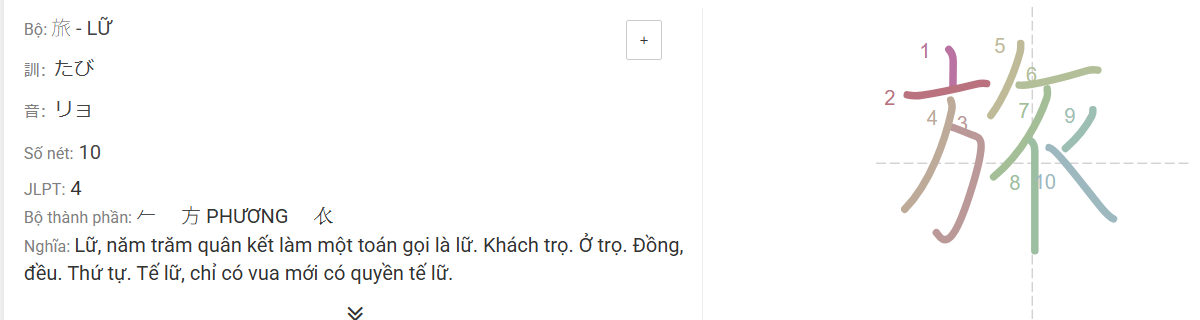 Bộ: 旅 - LỮ
+
訓: たび
音: リョ
Số nét: 10
JLPT: 4
Bộ thành phần: 𠂉 方 PHƯƠNG 𧘇
Nghĩa: Lữ, năm trăm quân kết làm một toán gọi là lữ. Khách trọ. Ở trọ. Đồng,
đều. Thứ tự. Tế lữ, chỉ có vua mới có quyền tế lữ.
旅
1
2
3
4
5
6
7
8
9
10